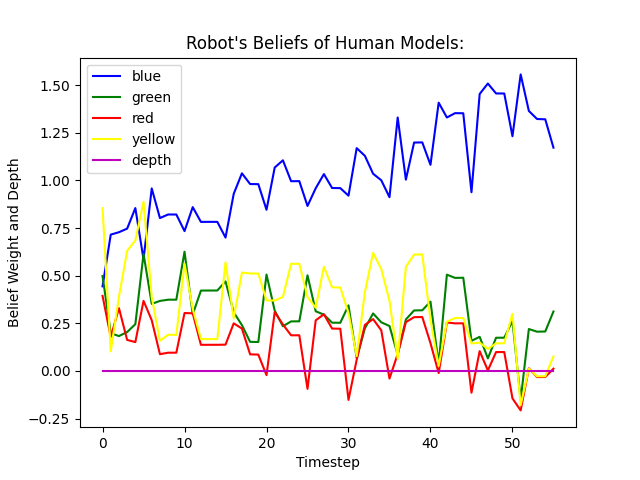 Robot's Beliefs of Human Models:
blue
green
red
yellow
depth
Belief Weight and Depth
1.50
1.25
1.00
0.75
0.50
0.25
0.00
−0.25
0 10 20 30 40 50
Timestep